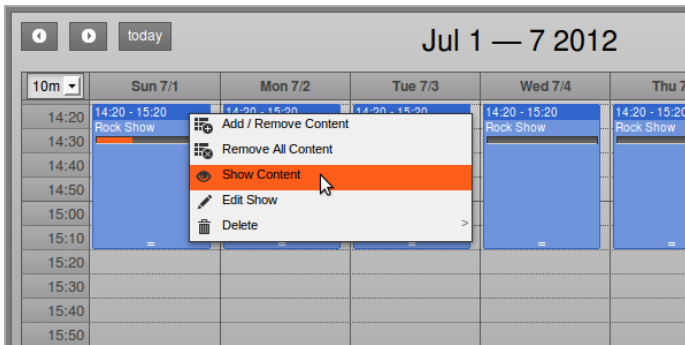 today
Jul 1 — 7 2012
10m Sun 7/1 Mon 7/2 Tue 7/3 Wed 7/4 Thu 7
14:20
14:20 - 15:20 14:20 - 15:20 14:20 - 15:20 14:20 - 15:20 14:20 - 15:20
Rock Show Rock Show Rock Show
Add / Remove Content
14:30
Remove All Content
14:40
Show Content
14:50
Edit Show
15:00
Delete >
15:10
15:20
15:30
15:40
15:50